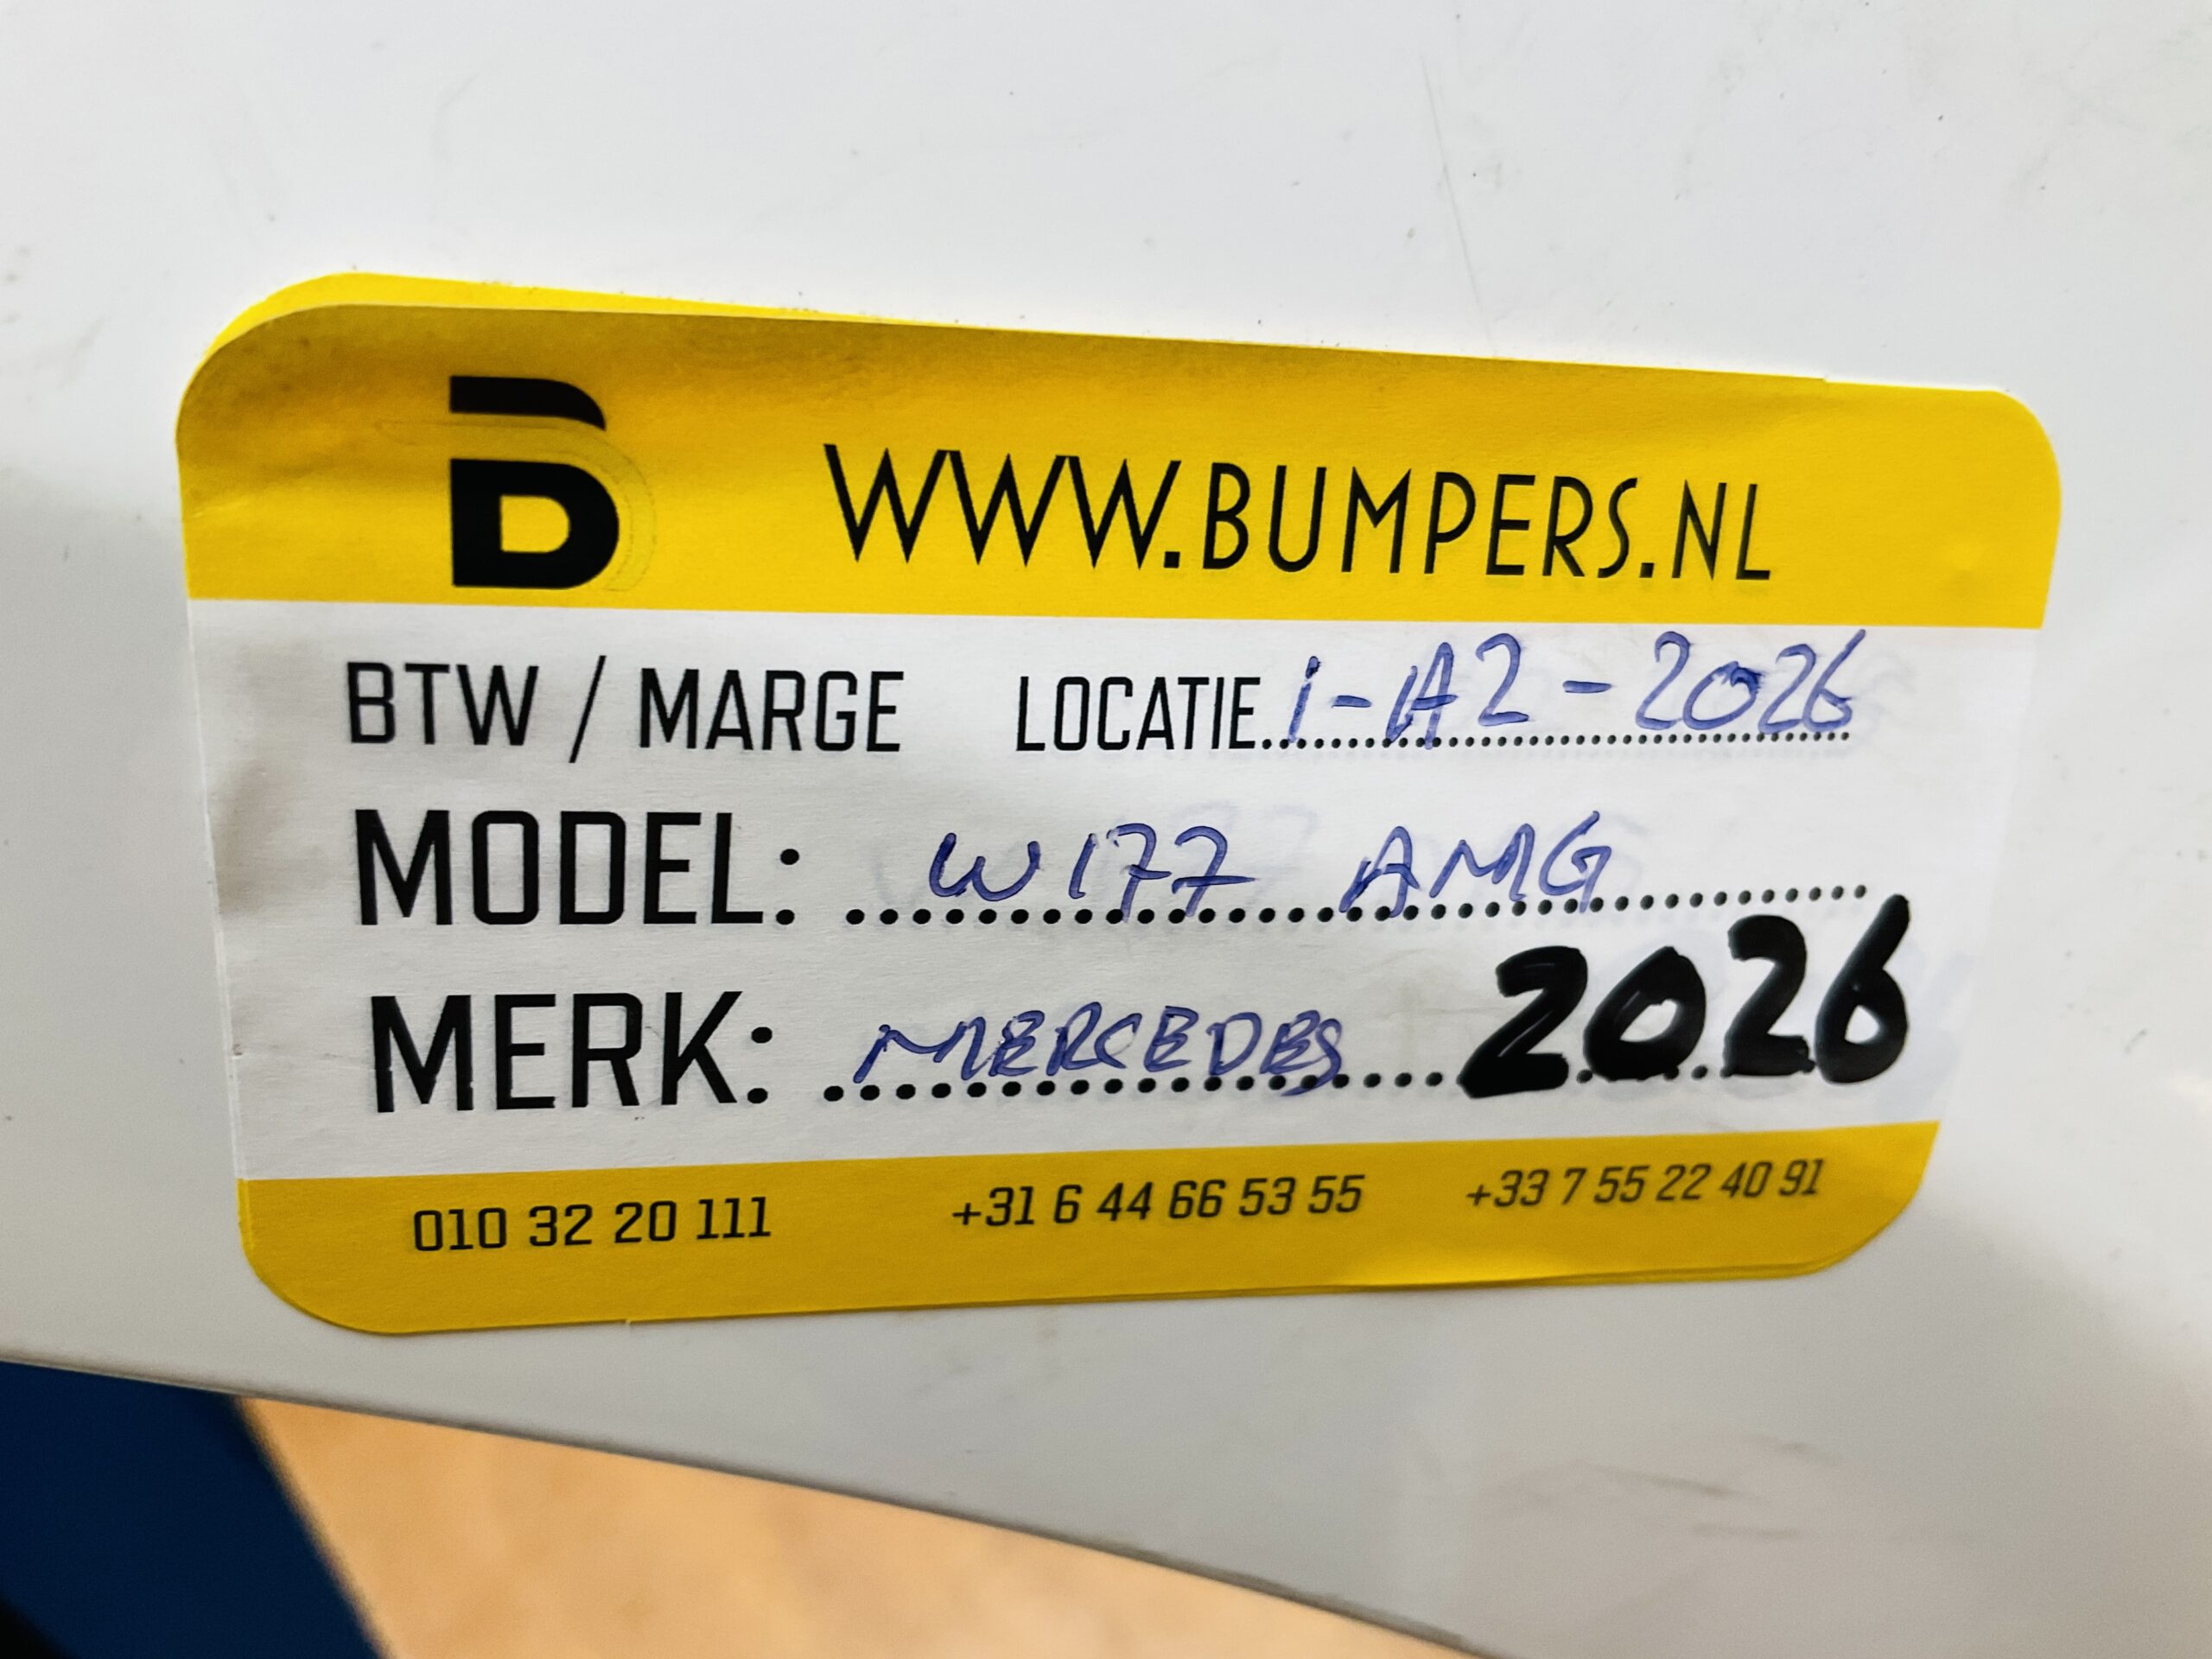 B WWW.BUMPERS.NL
BTW / MARGE LOCATIE 1-A2-2026
MODEL: W177 AMG
MERK: MERCEDES 2026
010 32 20 111 +31 6 44 66 53 55 +33 7 55 22 40 91